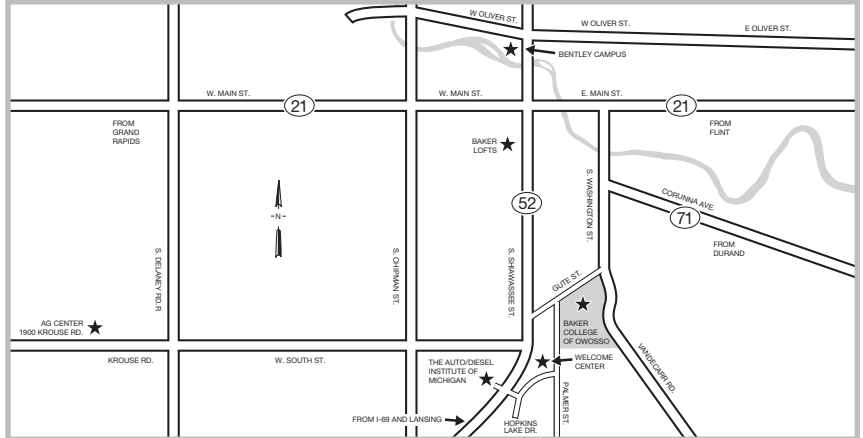 W OLIVER ST.
W OLIVER ST.
E OLIVER ST.
BENTLEY CAMPUS
W. MAIN ST.
21
W. MAIN ST.
E. MAIN ST.
21
FROM
GRAND
RAPIDS
FROM
FLINT
BAKER
LOFTS
S. WASHINGTON ST.
52
CORUNNA AVE.
71
-N-
FROM
DURAND
S. DELANEY RD.R
S. CHIPMAN ST.
S. SHIAWASSEE ST.
GUTE ST.
AG CENTER
1900 KROUSE RD.
BAKER
COLLEGE
OF OWOSSO
KROUSE RD.
W. SOUTH ST.
THE AUTO/DIESEL
INSTITUTE OF
MICHIGAN
WELCOME
CENTER
VANDECARR RD.
PALMER ST.
FROM I-69 AND LANSING
HOPKINS
LAKE DR.